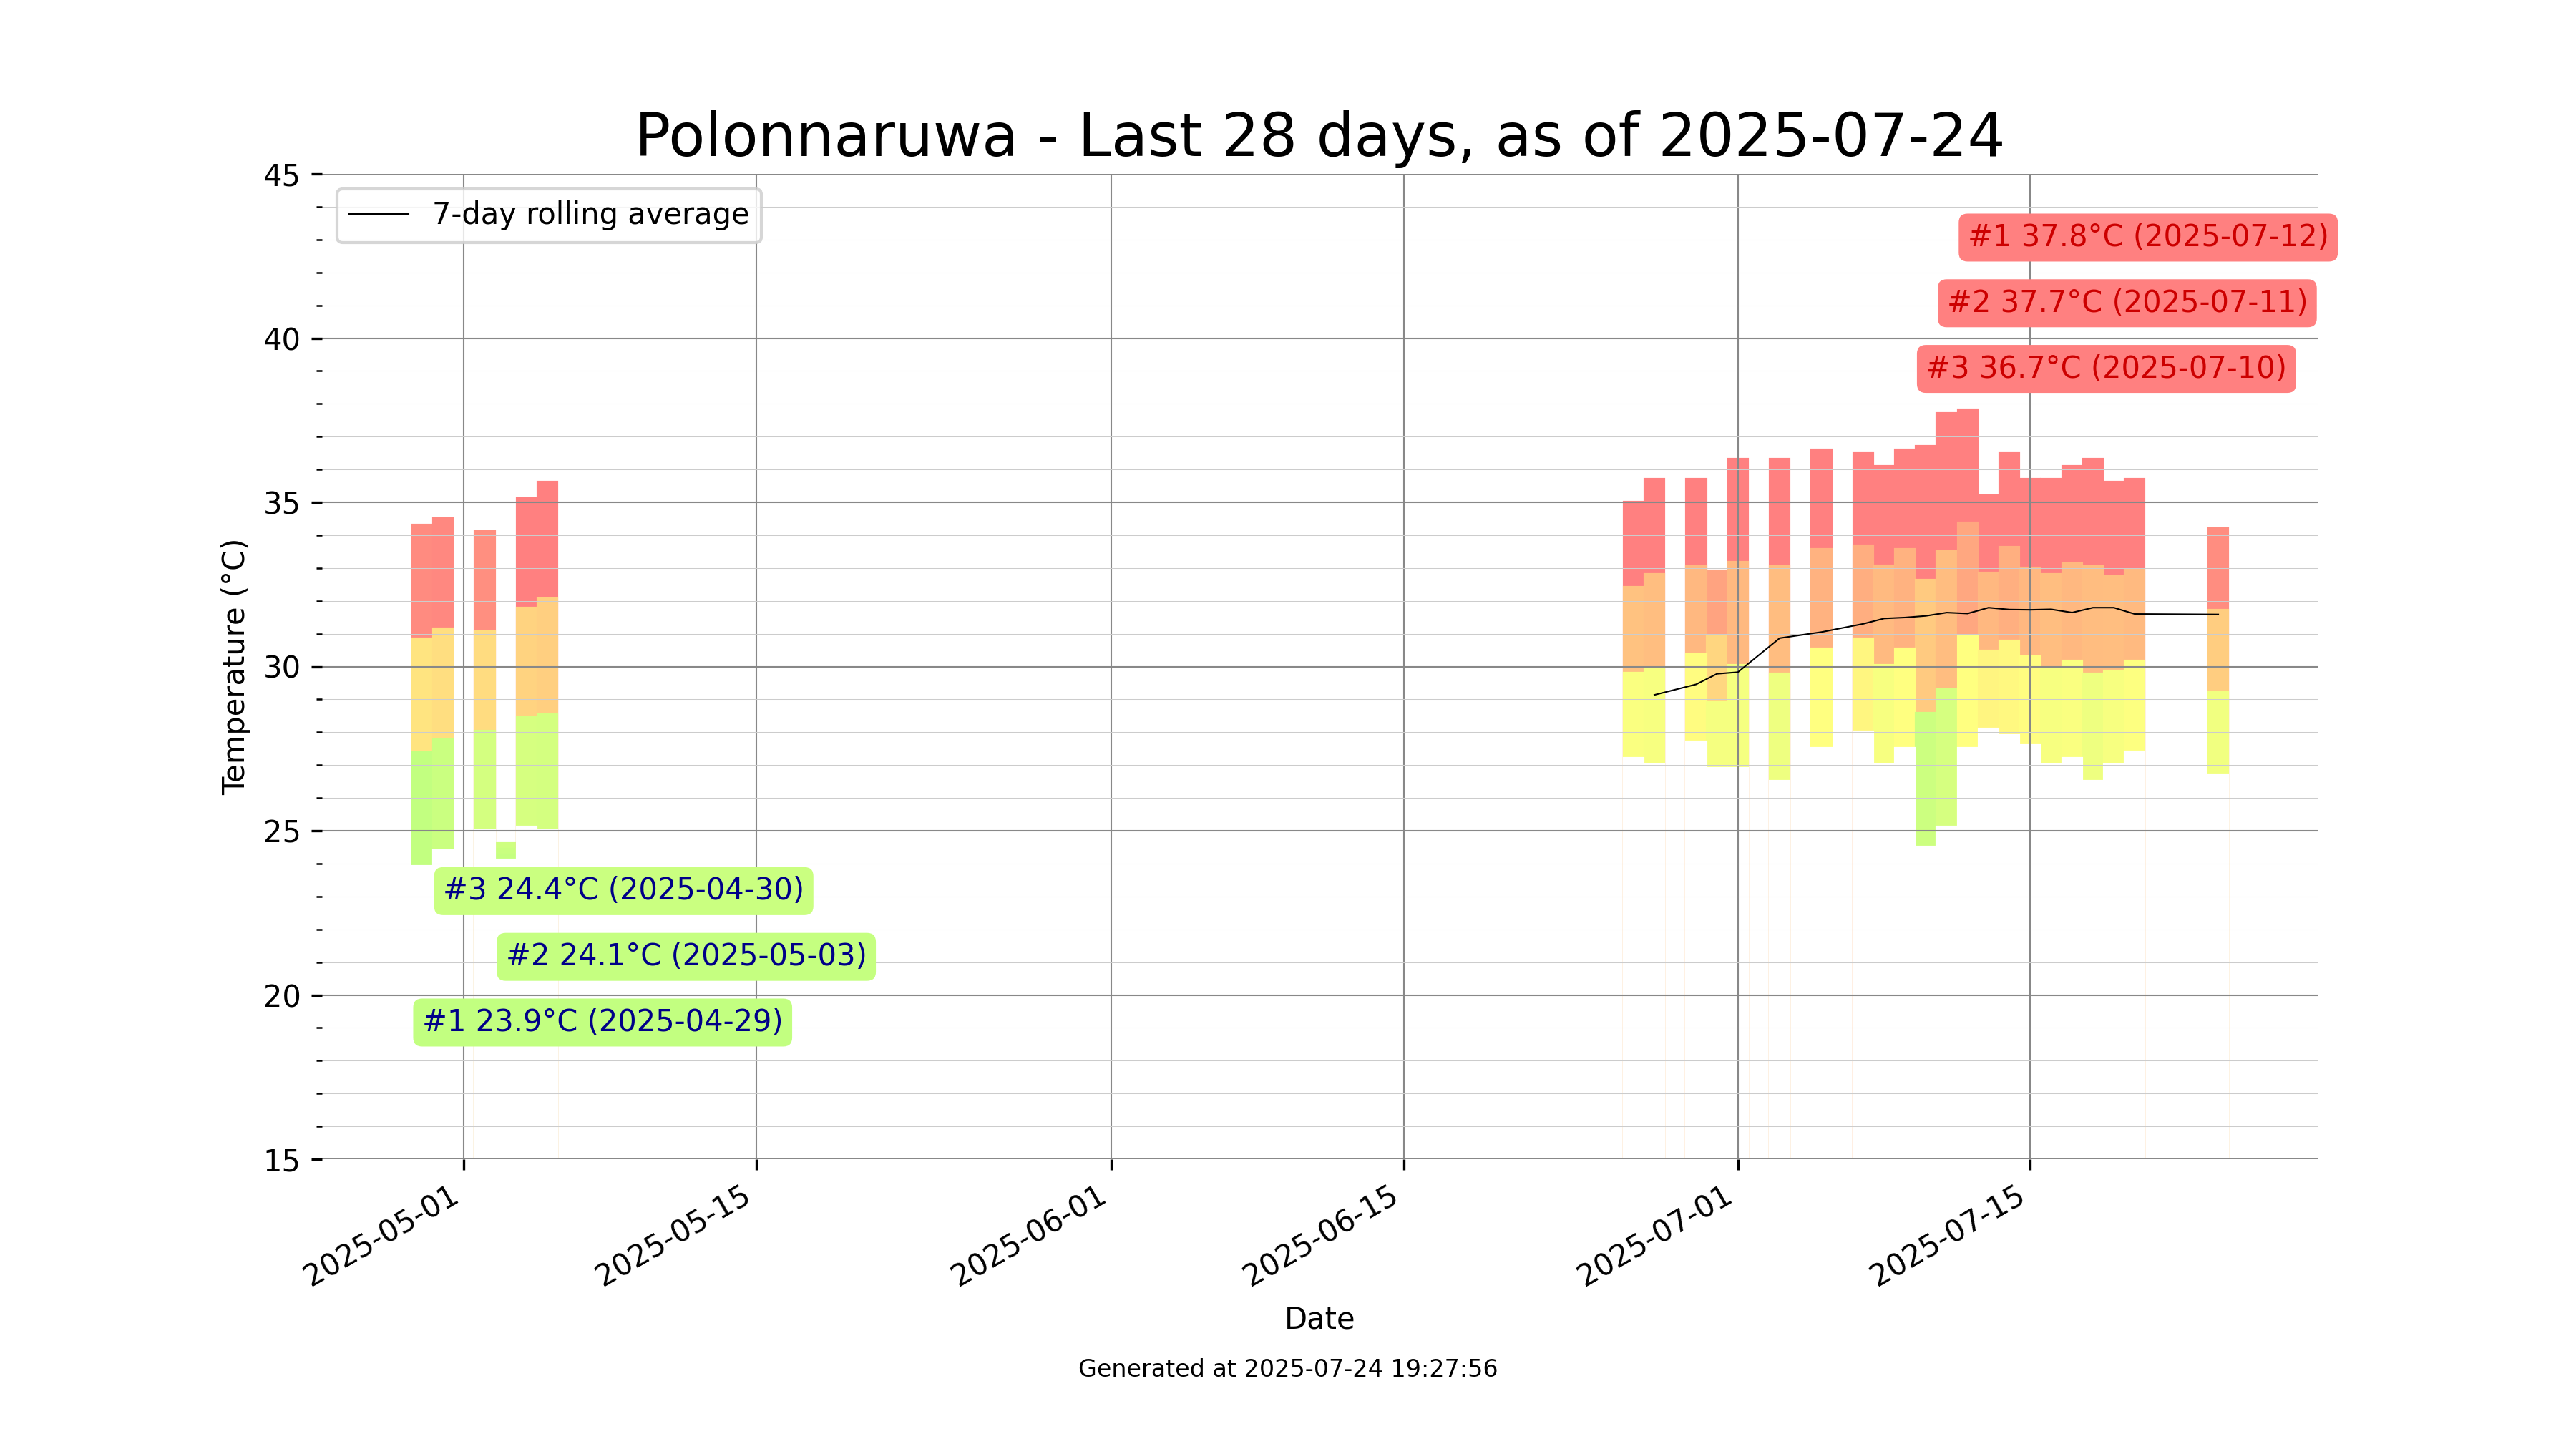 Polonnaruwa - Last 28 days, as of 2025-07-24
7-day rolling average
#1 37.8°C (2025-07-12)
#2 37.7°C (2025-07-11)
#3 36.7°C (2025-07-10)
#3 24.4°C (2025-04-30)
#2 24.1°C (2025-05-03)
#1 23.9°C (2025-04-29)
Temperature (°C)
45
40
35
30
25
20
15
2025-05-01
2025-05-15
2025-06-01
2025-06-15
2025-07-01
2025-07-15
Date
Generated at 2025-07-24 19:27:56